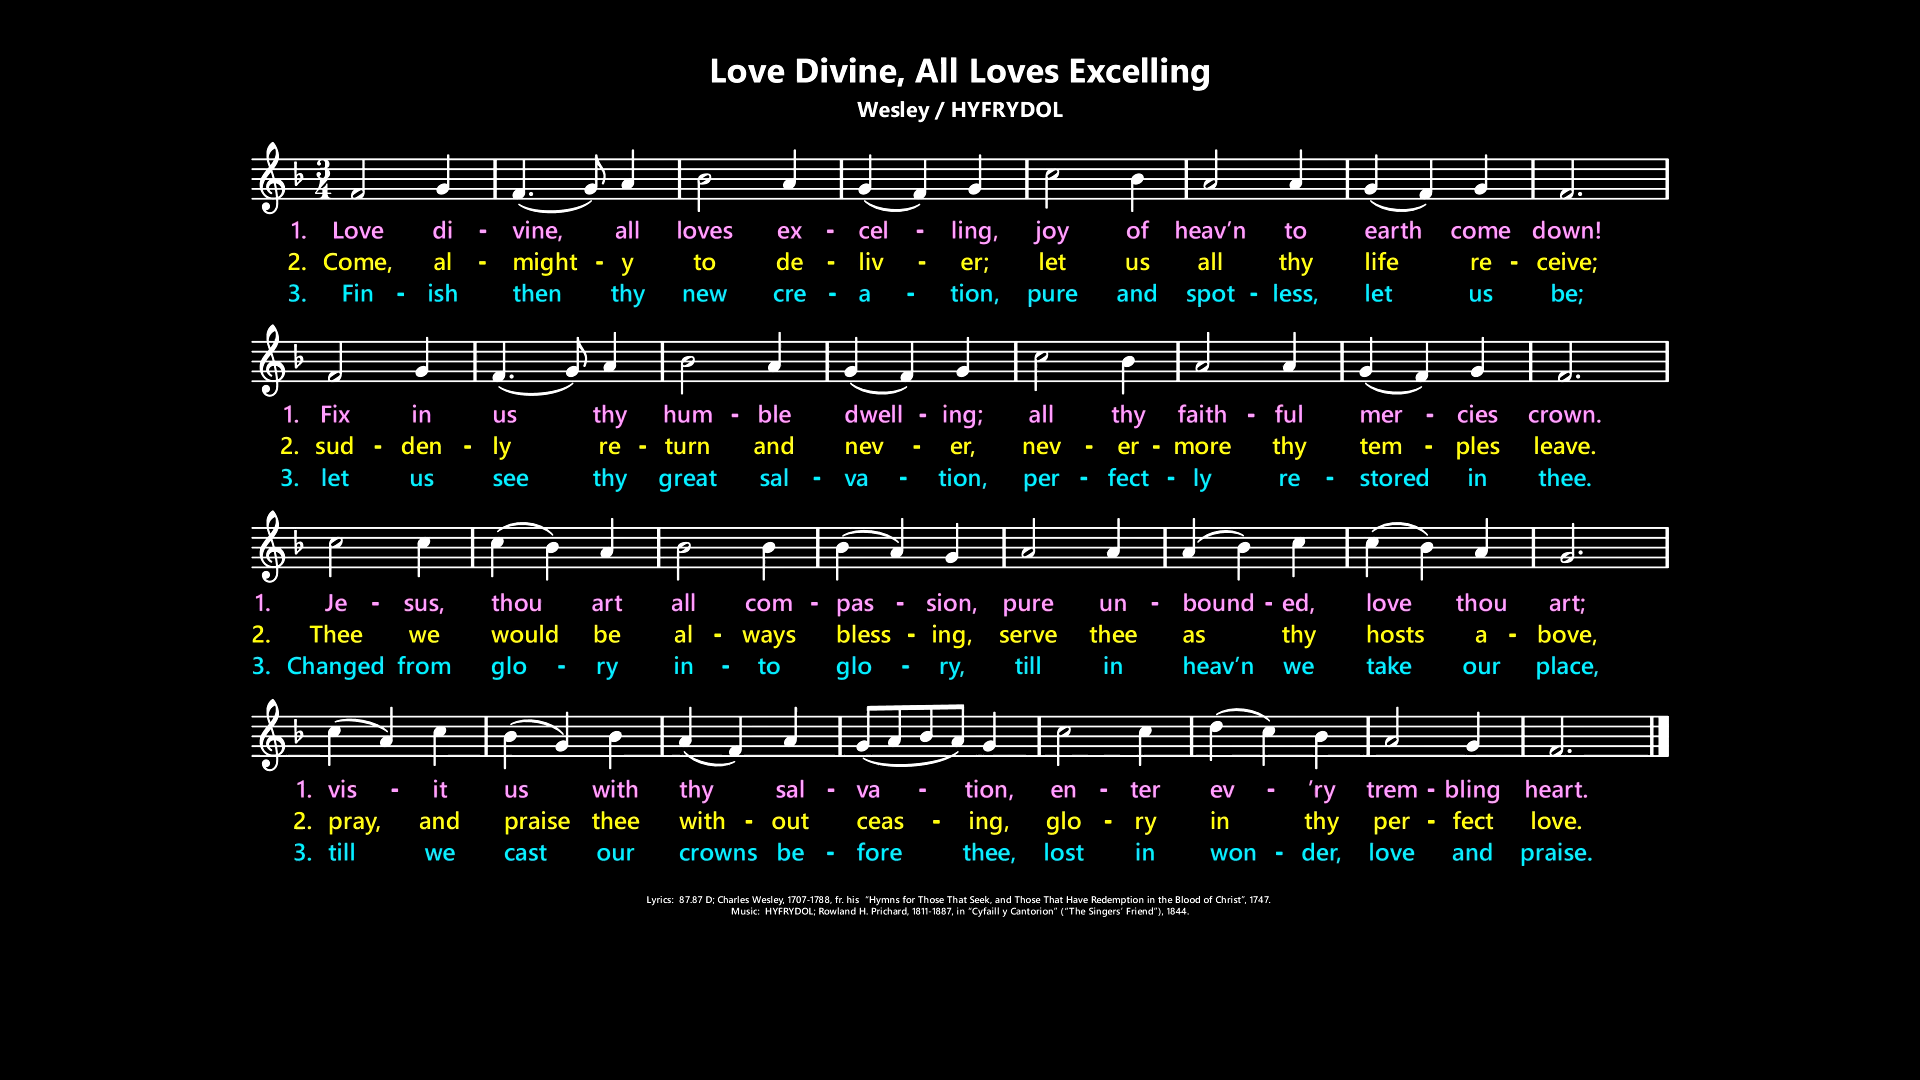 Love Divine, All Loves Excelling
Wesley / HYFRYDOL
3
4
1. Love di - vine, all loves ex - cel - ling, joy of heav’n to earth come down!
2. Come, al - might - y to de - liv - er; let us all thy life re - ceive;
3. Fin - ish then thy new cre - a - tion, pure and spot - less, let us be;
1. Fix in us thy hum - ble dwell - ing; all thy faith - ful mer - cies crown.
2. sud - den - ly re - turn and nev - er, nev - er - more thy tem - ples leave.
3. let us see thy great sal - va - tion, per - fect - ly re - stored in thee.
1. Je - sus, thou art all com - pas - sion, pure un - bound - ed, love thou art;
2. Thee we would be al - ways bless - ing, serve thee as thy hosts a - bove,
3. Changed from glo - ry in - to glo - ry, till in heav’n we take our place,
1. vis - it us with thy sal - va - tion, en - ter ev - ’ry trem - bling heart.
2. pray, and praise thee with - out ceas - ing, glo - ry in thy per - fect love.
3. till we cast our crowns be - fore thee, lost in won - der, love and praise.
Lyrics: 87.87 D; Charles Wesley, 1707-1788, fr. his “Hymns for Those That Seek, and Those That Have Redemption in the Blood of Christ”, 1747.
Music: HYFRYDOL; Rowland H. Prichard, 1811-1887, in “Cyfaill y Cantorion” (“The Singers’ Friend”), 1844.